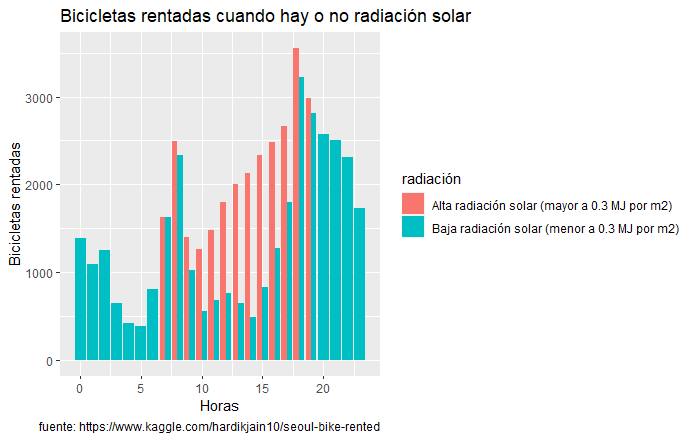 Bicicletas rentadas cuando hay o no radiación solar
Bicicletas rentadas
3000
2000
1000
0
0 5 10 15 20
Horas
radiación
Alta radiación solar (mayor a 0.3 MJ por m2)
Baja radiación solar (menor a 0.3 MJ por m2)
fuente: https://www.kaggle.com/hardikjain10/seoul-bike-rented